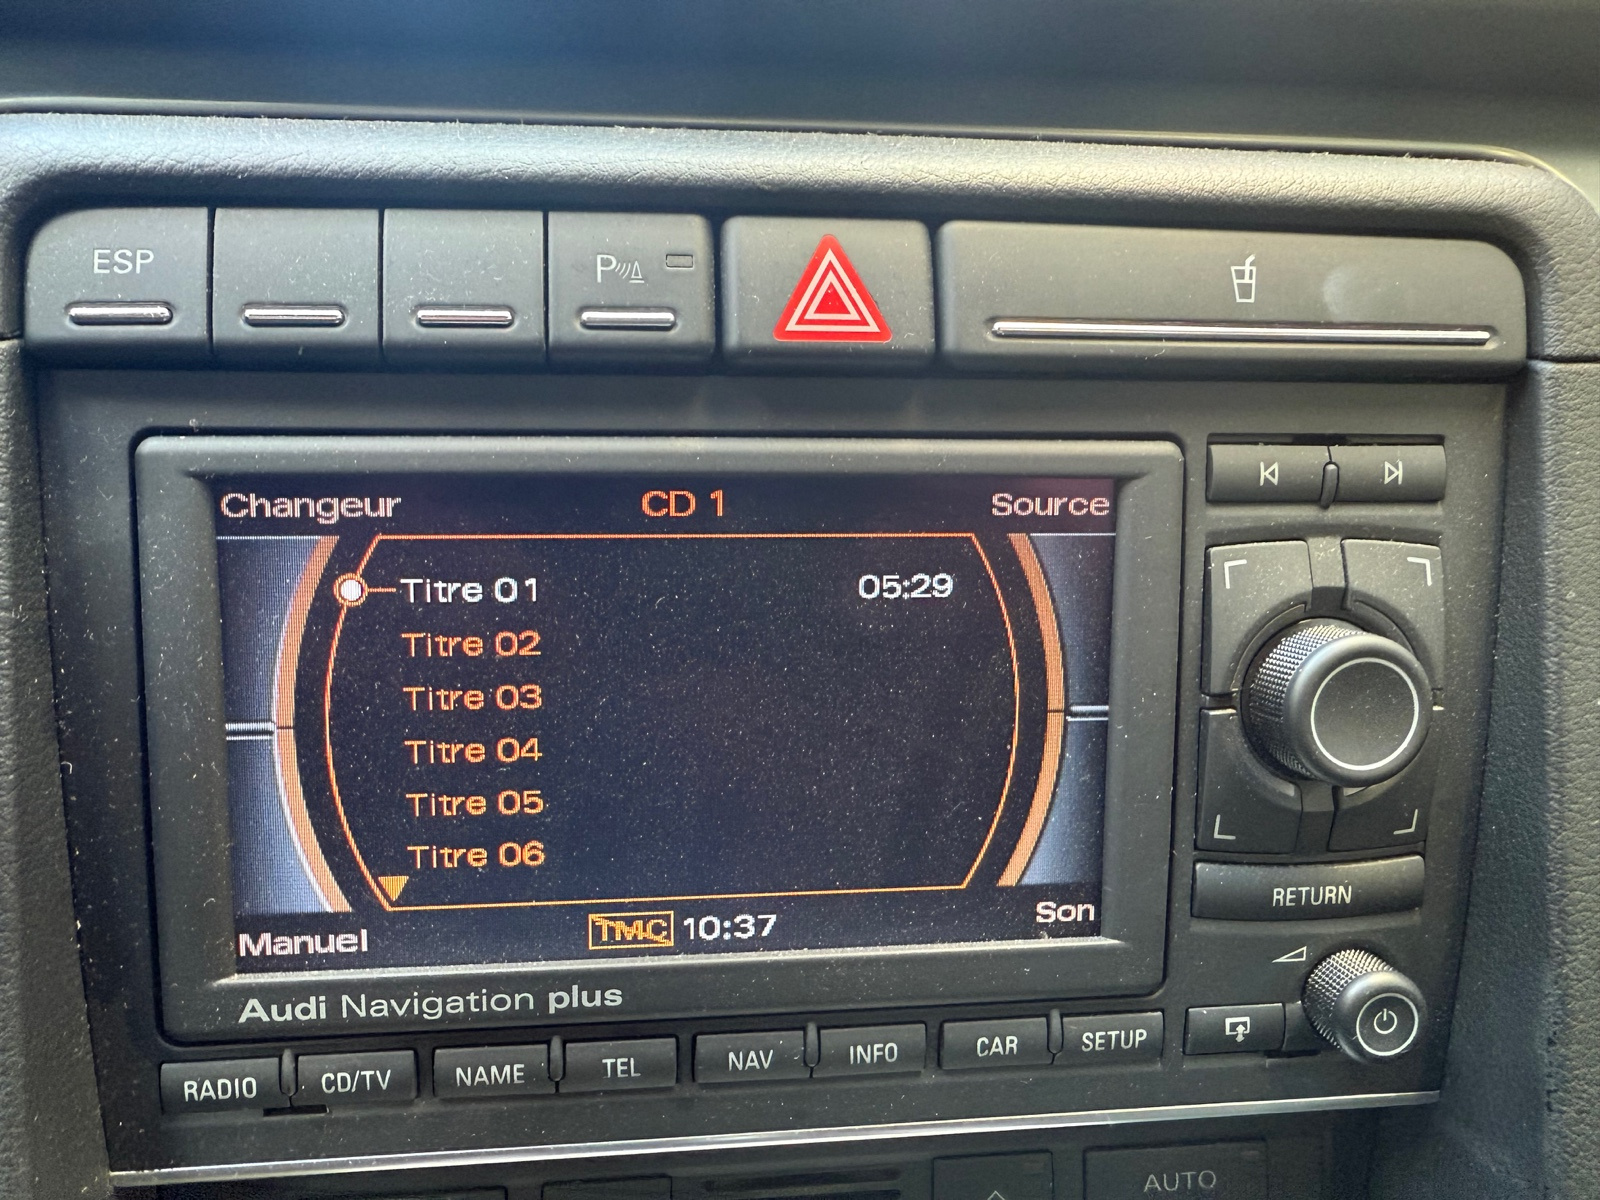 ESP
P
Changeur CD 1 Source
Titre 01 05:29
Titre 02
Titre 03
Titre 04
Titre 05
Titre 06
Manuel TMC 10:37 Son
Audi Navigation plus
RETURN
RADIO CD/TV NAME TEL NAV INFO CAR SETUP
AUTO